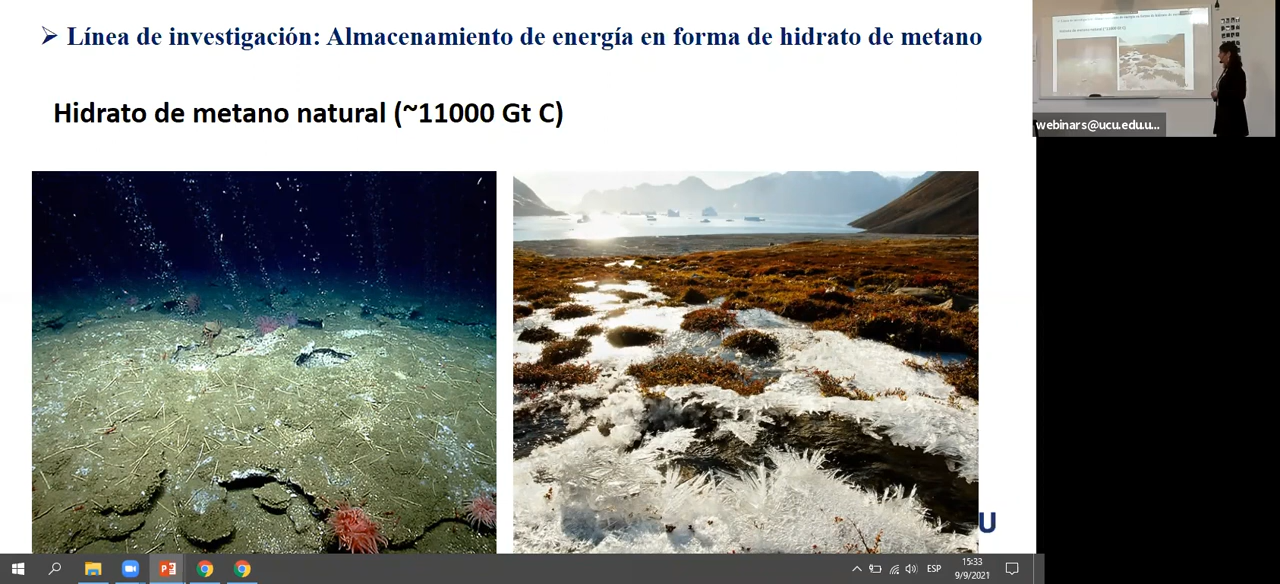 Línea de investigación: Almacenamiento de energía en forma de hidrato de metano
Hidrato de metano natural (~11000 Gt C)
webinars@ucu.edu.u...
U
ESP
15:33
9/9/2021